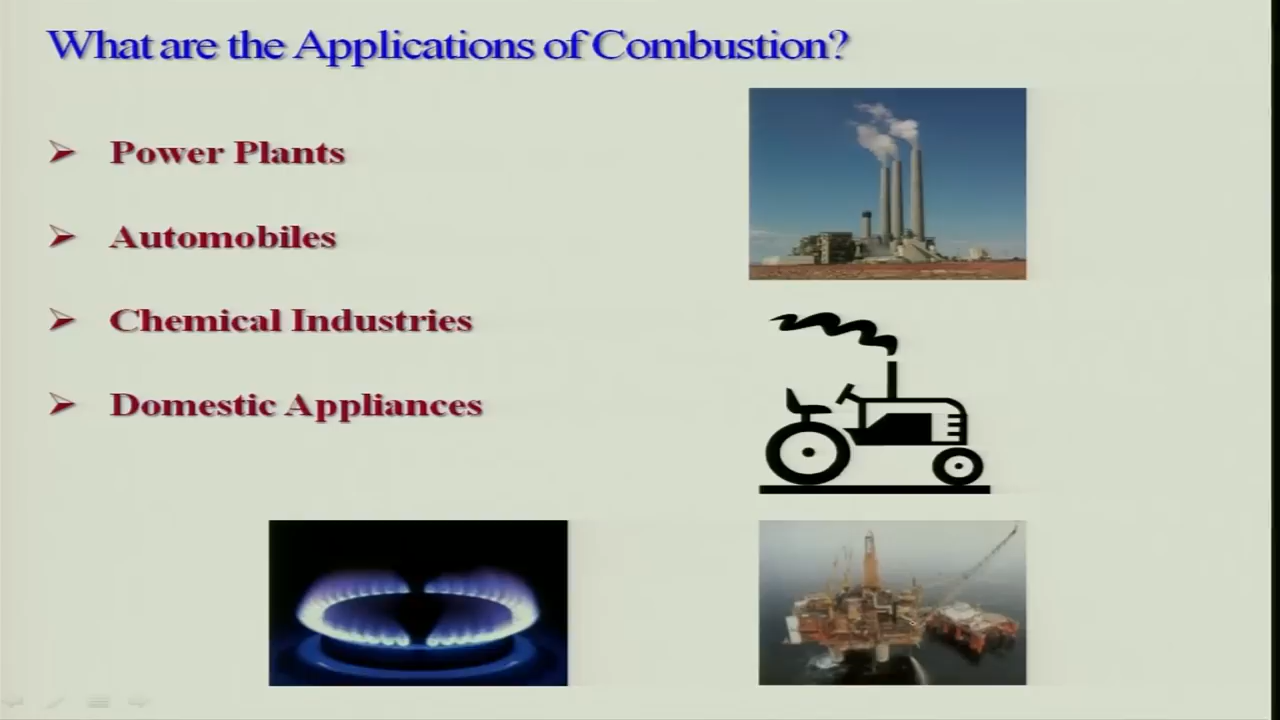 What are the Applications of Combustion?
Power Plants
Automobiles
Chemical Industries
Domestic Appliances